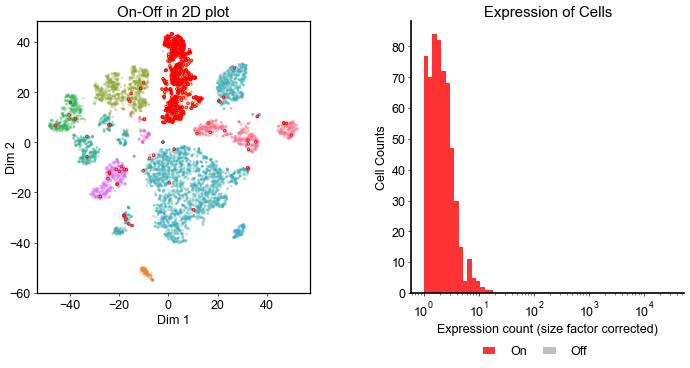 On-Off in 2D plot
40
20
0
−20
−40
−60
Dim 2
−40 −20 0 20 40
Dim 1
Expression of Cells
80
70
60
50
40
30
20
10
0
Cell Counts
10^0 10^1 10^2 10^3 10^4
Expression count (size factor corrected)
On Off